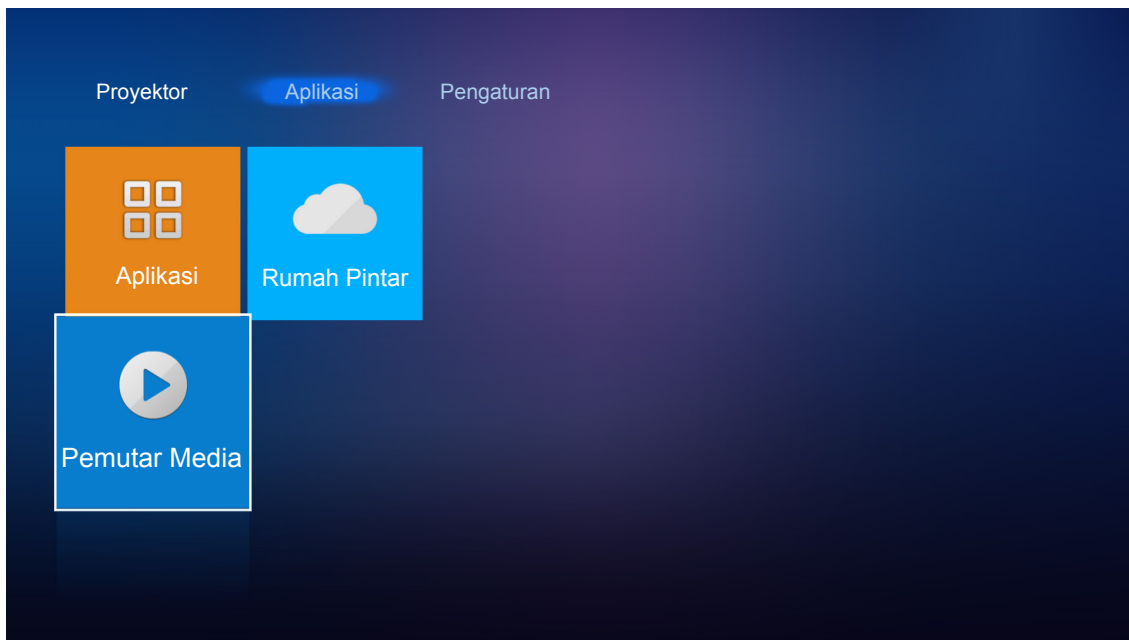 Proyektor Aplikasi Pengaturan
Aplikasi Rumah Pintar
Pemutar Media